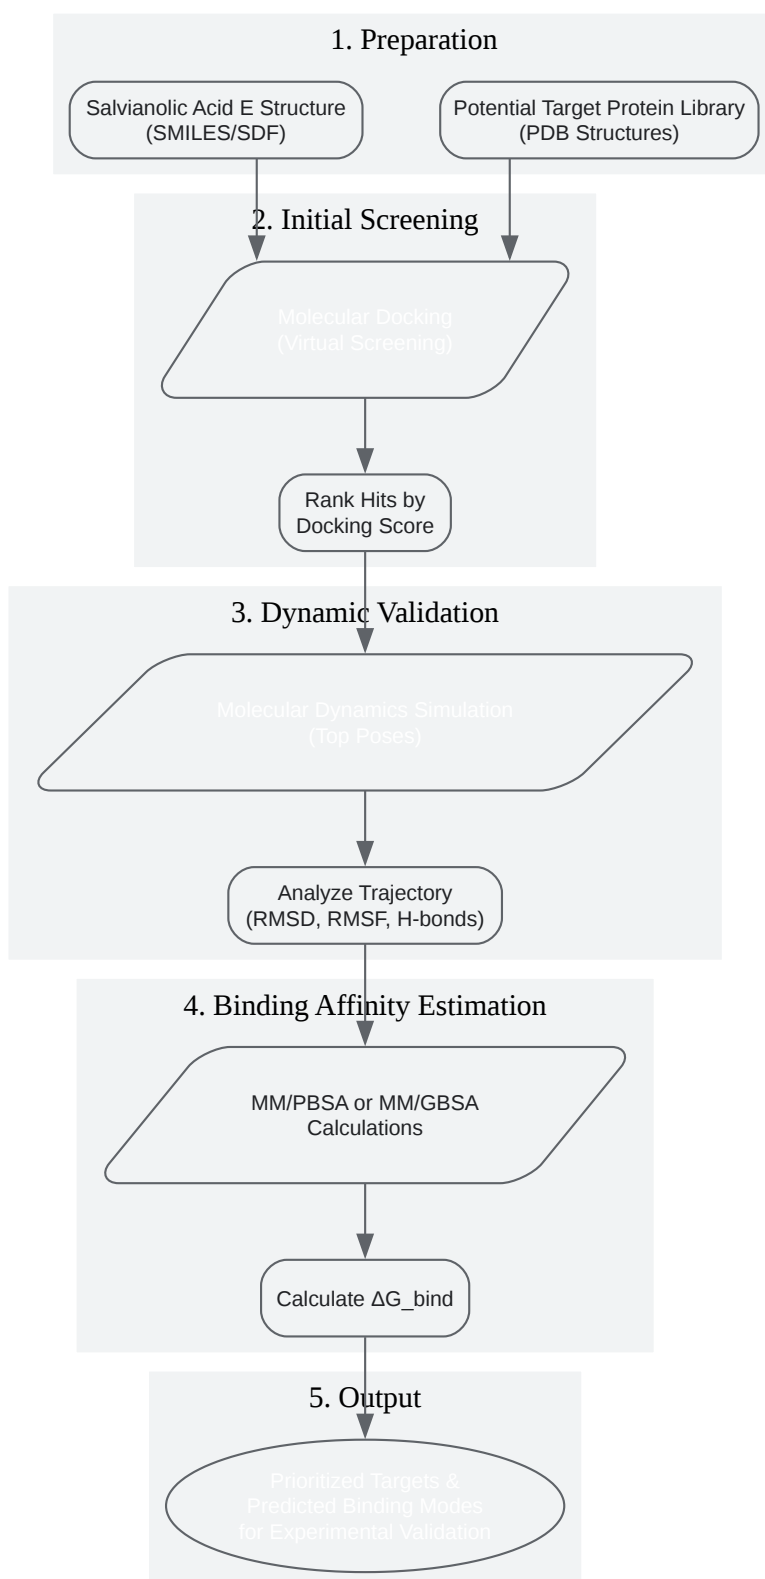 1. Preparation
Salvianolic Acid E Structure
(SMILES/SDF)
Potential Target Protein Library
(PDB Structures)
2. Initial Screening
Molecular Docking
(Virtual Screening)
Rank Hits by
Docking Score
3. Dynamic Validation
Molecular Dynamics Simulation
(Top Poses)
Analyze Trajectory
(RMSD, RMSF, H-bonds)
4. Binding Affinity Estimation
MM/PBSA or MM/GBSA
Calculations
Calculate ΔG_bind
5. Output
Prioritized Targets &
Predicted Binding Modes
for Experimental Validation